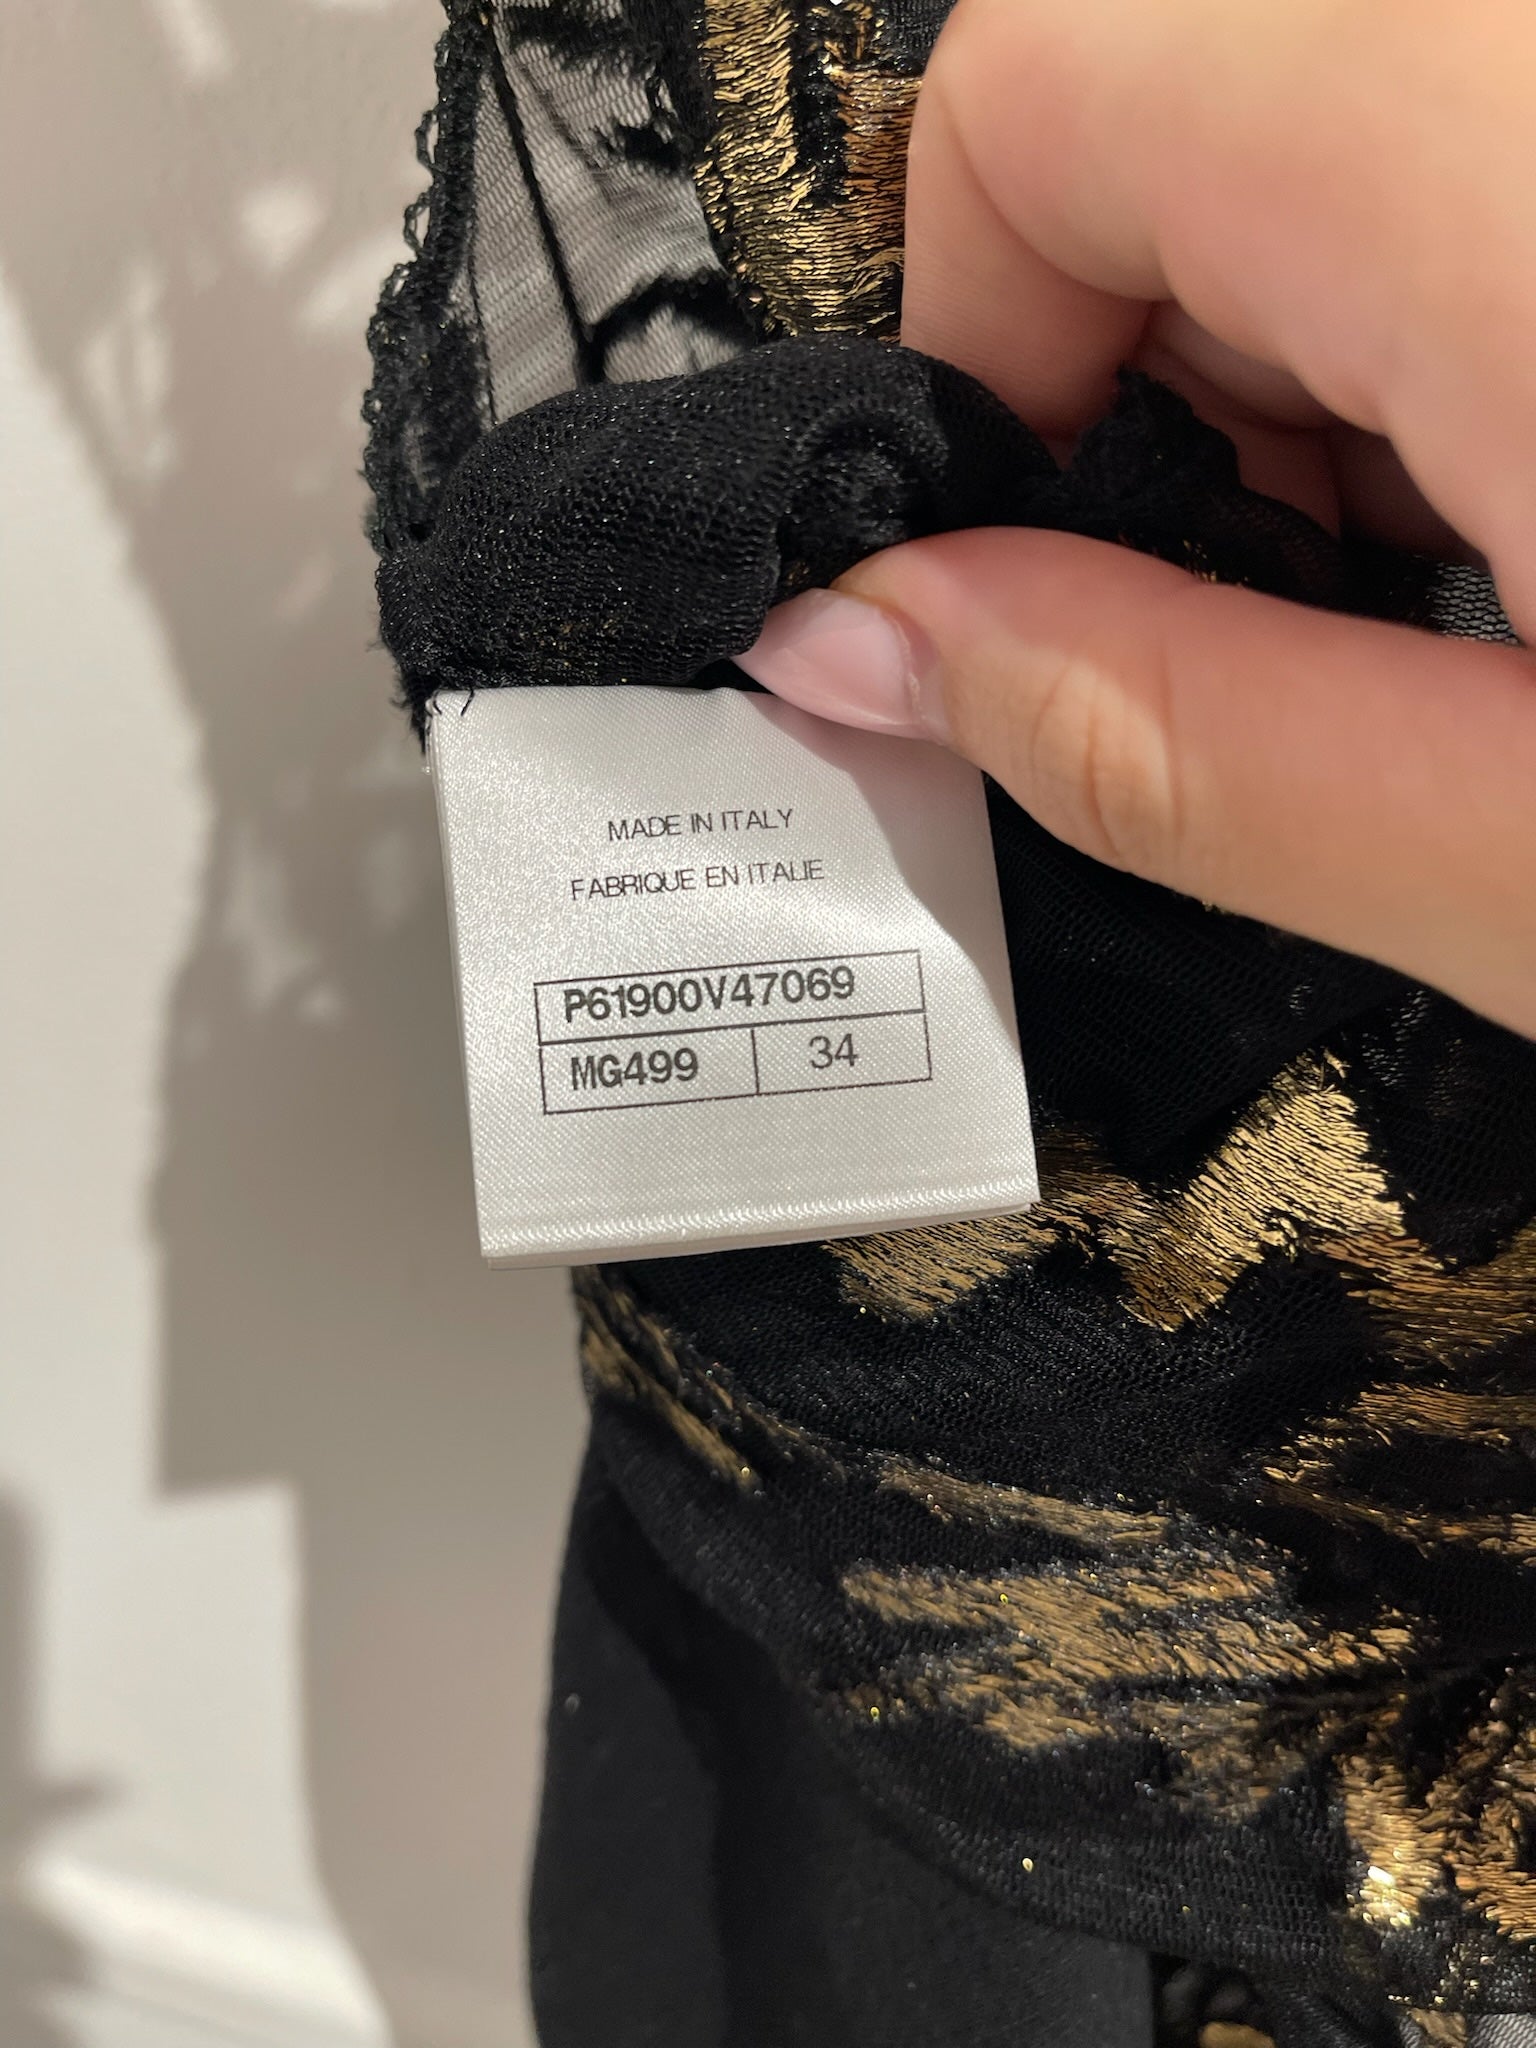 MADE IN ITALY
FABRIQUE EN ITALIE
P61900V47069
MG499 34